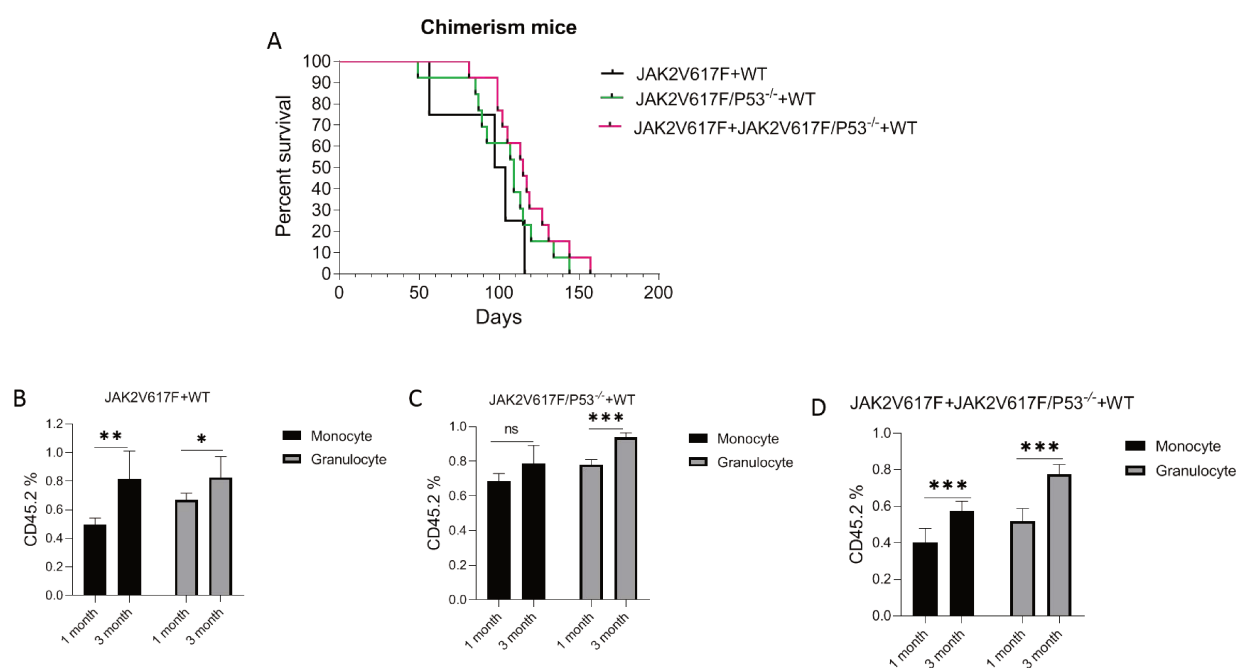 A
Chimerism mice
Percent survival
100
90
80
70
60
50
40
30
20
10
0
0 50 100 150 200
Days
JAK2V617F+WT
JAK2V617F/P53-/-+WT
JAK2V617F+JAK2V617F/P53-/-+WT
B
JAK2V617F+WT
CD45.2 %
1.2
1.0
0.8
0.6
0.4
0.2
0.0
** *
1 month 3 month 1 month 3 month
Monocyte
Granulocyte
C
JAK2V617F/P53-/-+WT
CD45.2 %
1.0
0.8
0.6
0.4
0.2
0.0
ns ***
1 month 3 month 1 month 3 month
Monocyte
Granulocyte
D
JAK2V617F+JAK2V617F/P53-/-+WT
CD45.2 %
1.0
0.8
0.6
0.4
0.2
0.0
*** ***
1 month 3 month 1 month 3 month
Monocyte
Granulocyte